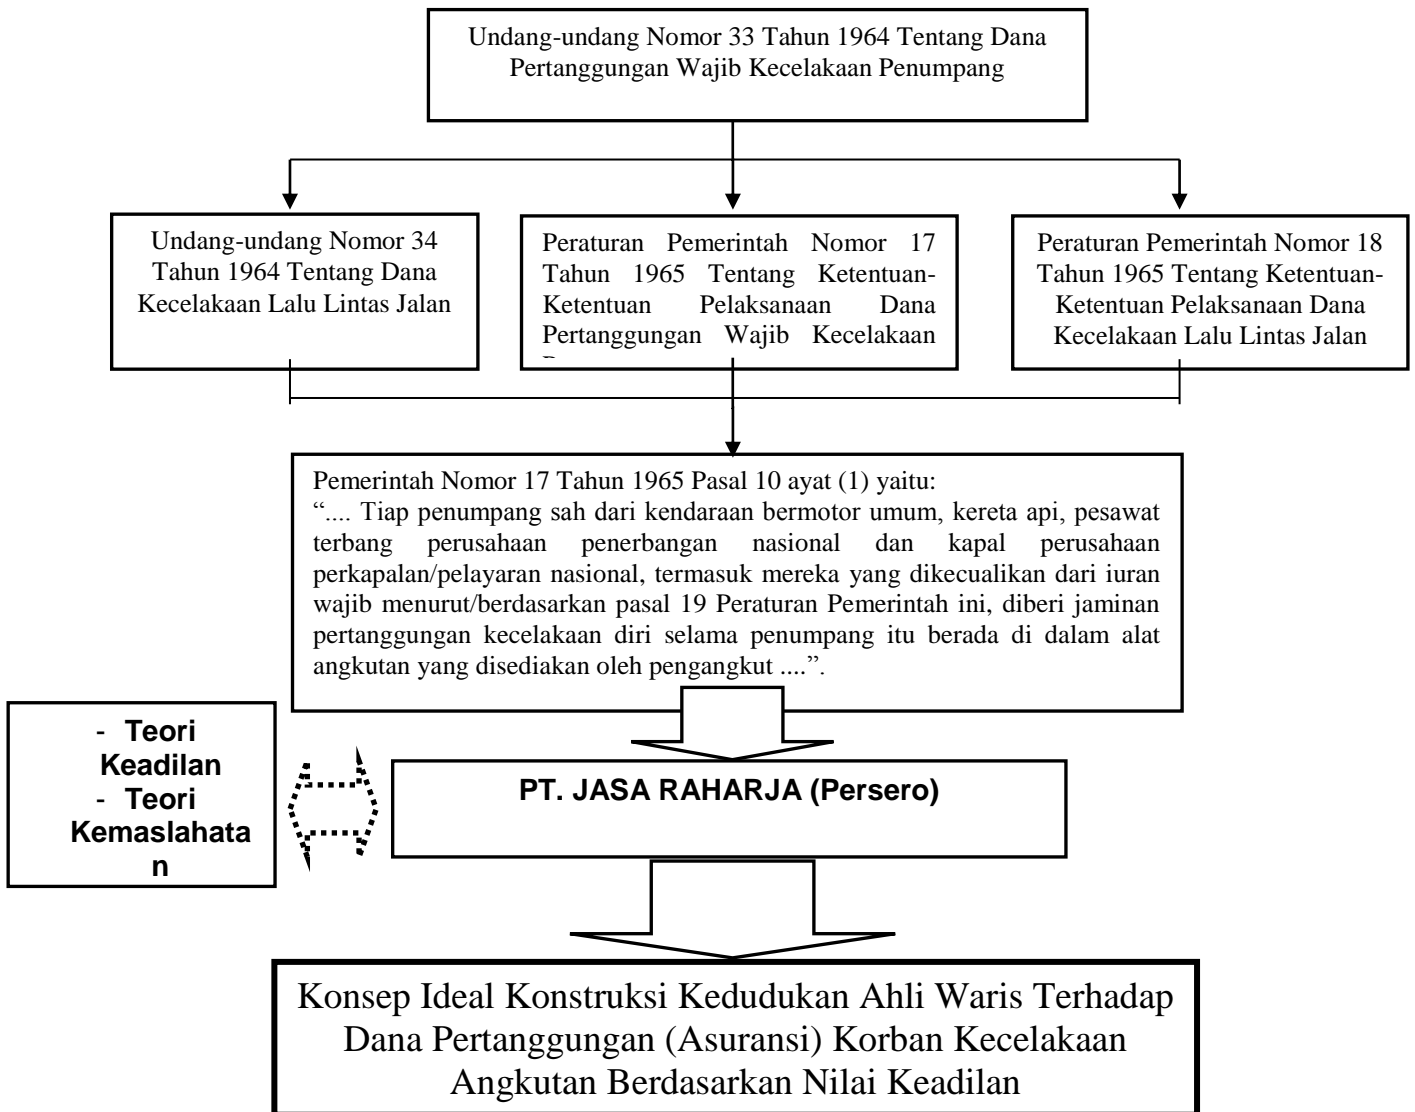 Undang-undang Nomor 33 Tahun 1964 Tentang Dana
Pertanggungan Wajib Kecelakaan Penumpang
Undang-undang Nomor 34
Tahun 1964 Tentang Dana
Kecelakaan Lalu Lintas Jalan
Peraturan Pemerintah Nomor 17
Tahun 1965 Tentang Ketentuan-
Ketentuan Pelaksanaan Dana
Pertanggungan Wajib Kecelakaan
Peraturan Pemerintah Nomor 18
Tahun 1965 Tentang Ketentuan-
Ketentuan Pelaksanaan Dana
Kecelakaan Lalu Lintas Jalan
Pemerintah Nomor 17 Tahun 1965 Pasal 10 ayat (1) yaitu:
“.... Tiap penumpang sah dari kendaraan bermotor umum, kereta api, pesawat
terbang perusahaan penerbangan nasional dan kapal perusahaan
perkapalan/pelayaran nasional, termasuk mereka yang dikecualikan dari iuran
wajib menurut/berdasarkan pasal 19 Peraturan Pemerintah ini, diberi jaminan
pertanggungan kecelakaan diri selama penumpang itu berada di dalam alat
angkutan yang disediakan oleh pengangkut ....”.
- Teori
Keadilan
- Teori
Kemaslahata
n
PT. JASA RAHARJA (Persero)
Konsep Ideal Konstruksi Kedudukan Ahli Waris Terhadap
Dana Pertanggungan (Asuransi) Korban Kecelakaan
Angkutan Berdasarkan Nilai Keadilan